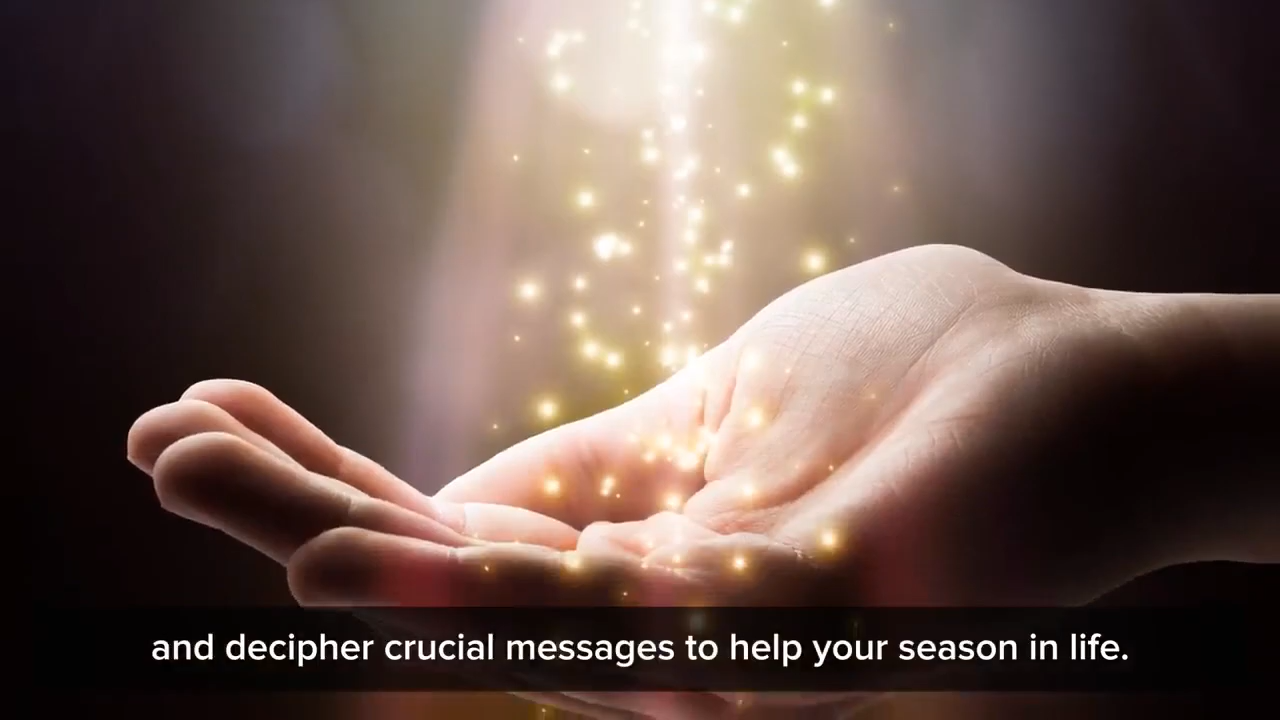 and decipher crucial messages to help your season in life.